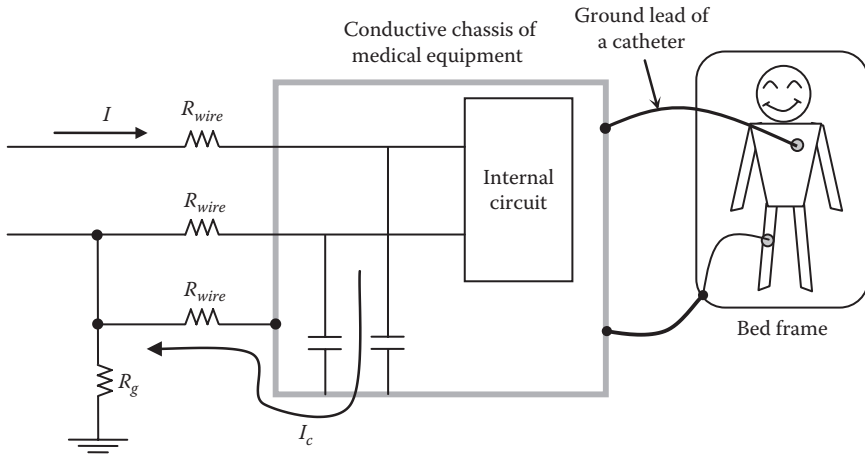 Conductive chassis of
medical equipment
Ground lead of
a catheter
I
R_wire
Internal
circuit
R_wire
R_wire
Bed frame
R_g
I_c